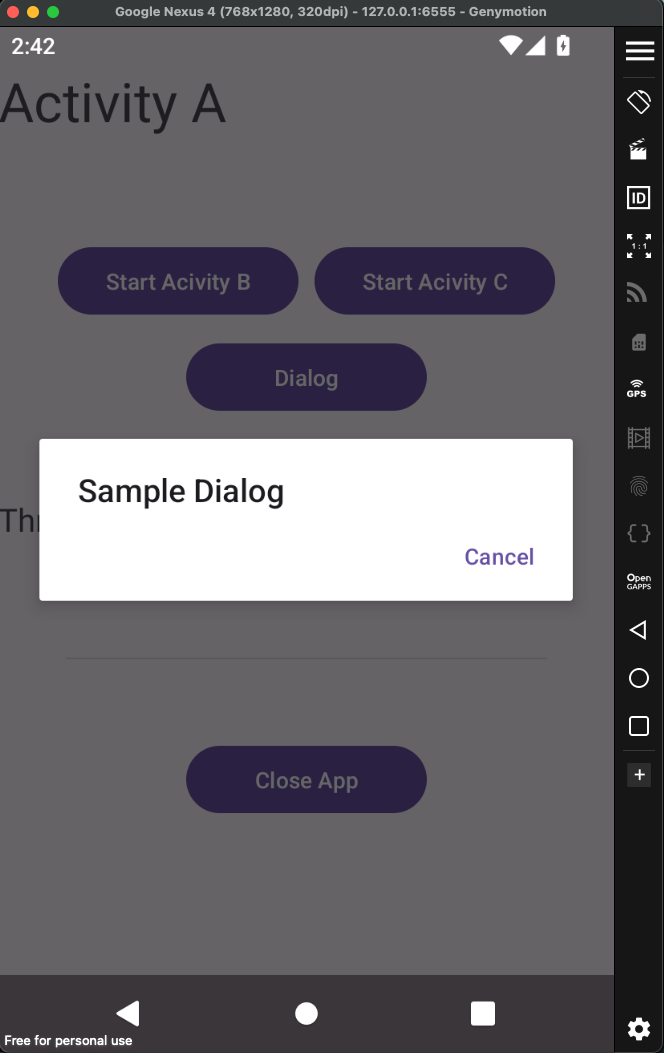 Google Nexus 4 (768x1280, 320dpi) - 127.0.0.1:6555 - Genymotion
2:42
Activity A
ID
Start Acivity B
Start Acivity C
1 : 1
Dialog
GPS
Sample Dialog
Cancel
Open
GAPPS
Close App
Free for personal use